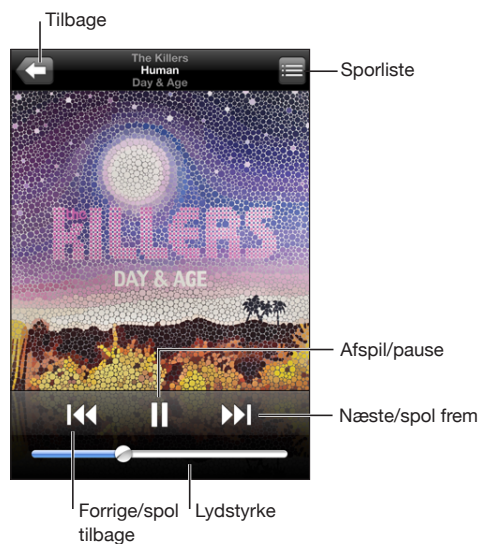 Tilbage
The Killers
Human
Day & Age
Sporliste
THE KILLERS
DAY & AGE
Afspil/pause
Næste/spol frem
Forrige/spol
tilbage
Lydstyrke